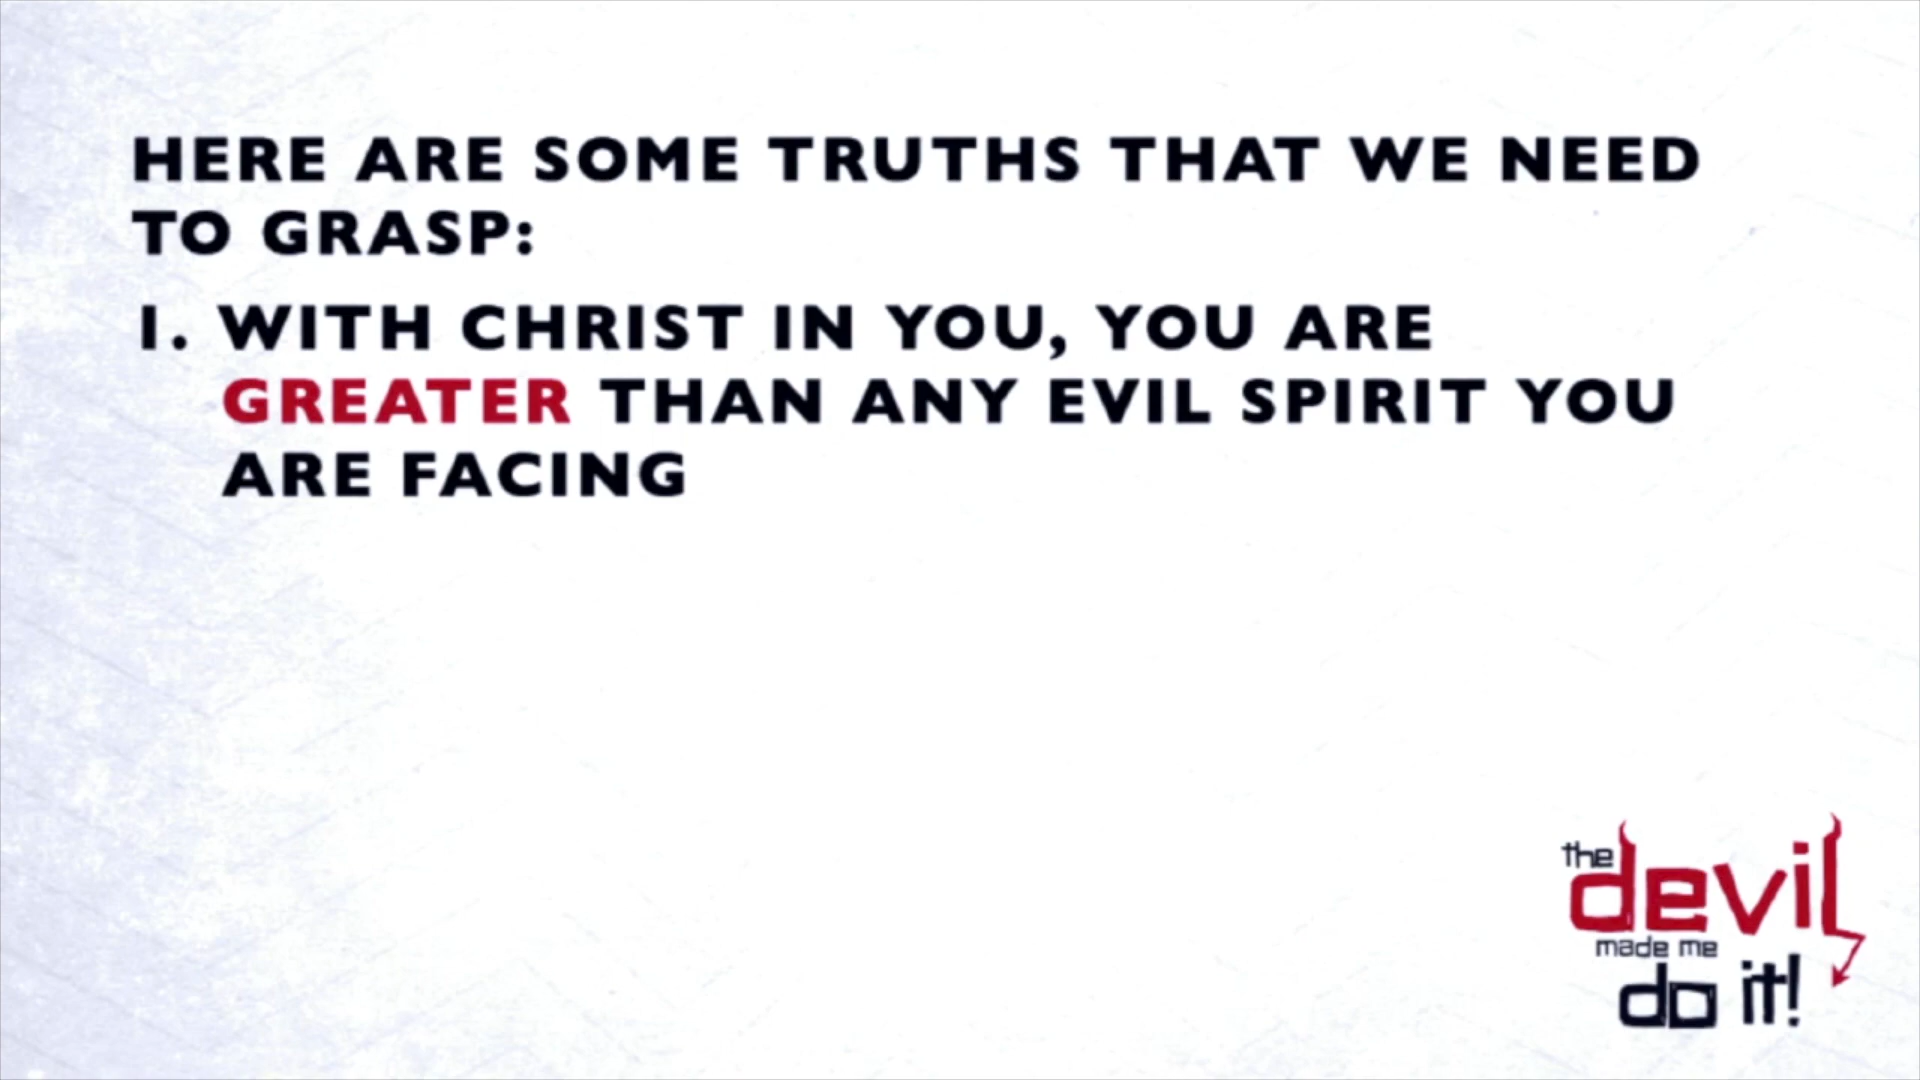 HERE ARE SOME TRUTHS THAT WE NEED
TO GRASP:
1. WITH CHRIST IN YOU, YOU ARE
GREATER THAN ANY EVIL SPIRIT YOU
ARE FACING
the devil
made me
do it!